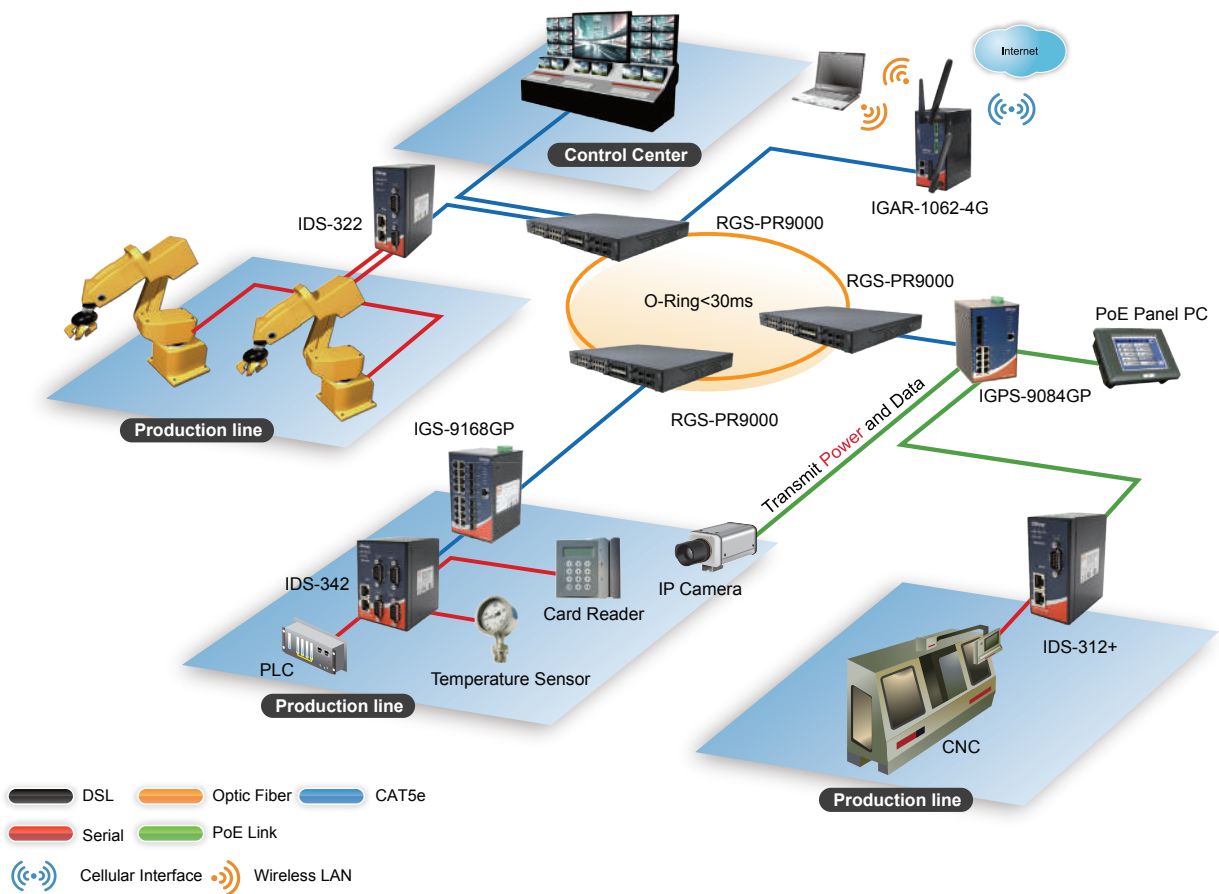 Internet
Control Center
IGAR-1062-4G
IDS-322
RGS-PR9000
RGS-PR9000
O-Ring<30ms
PoE Panel PC
IGPS-9084GP
RGS-PR9000
Production line
IGS-9168GP
Transmit Power and Data
IDS-342
IP Camera
Card Reader
PLC
Temperature Sensor
IDS-312+
Production line
CNC
Production line
DSL
Optic Fiber
CAT5e
Serial
PoE Link
Cellular Interface
Wireless LAN